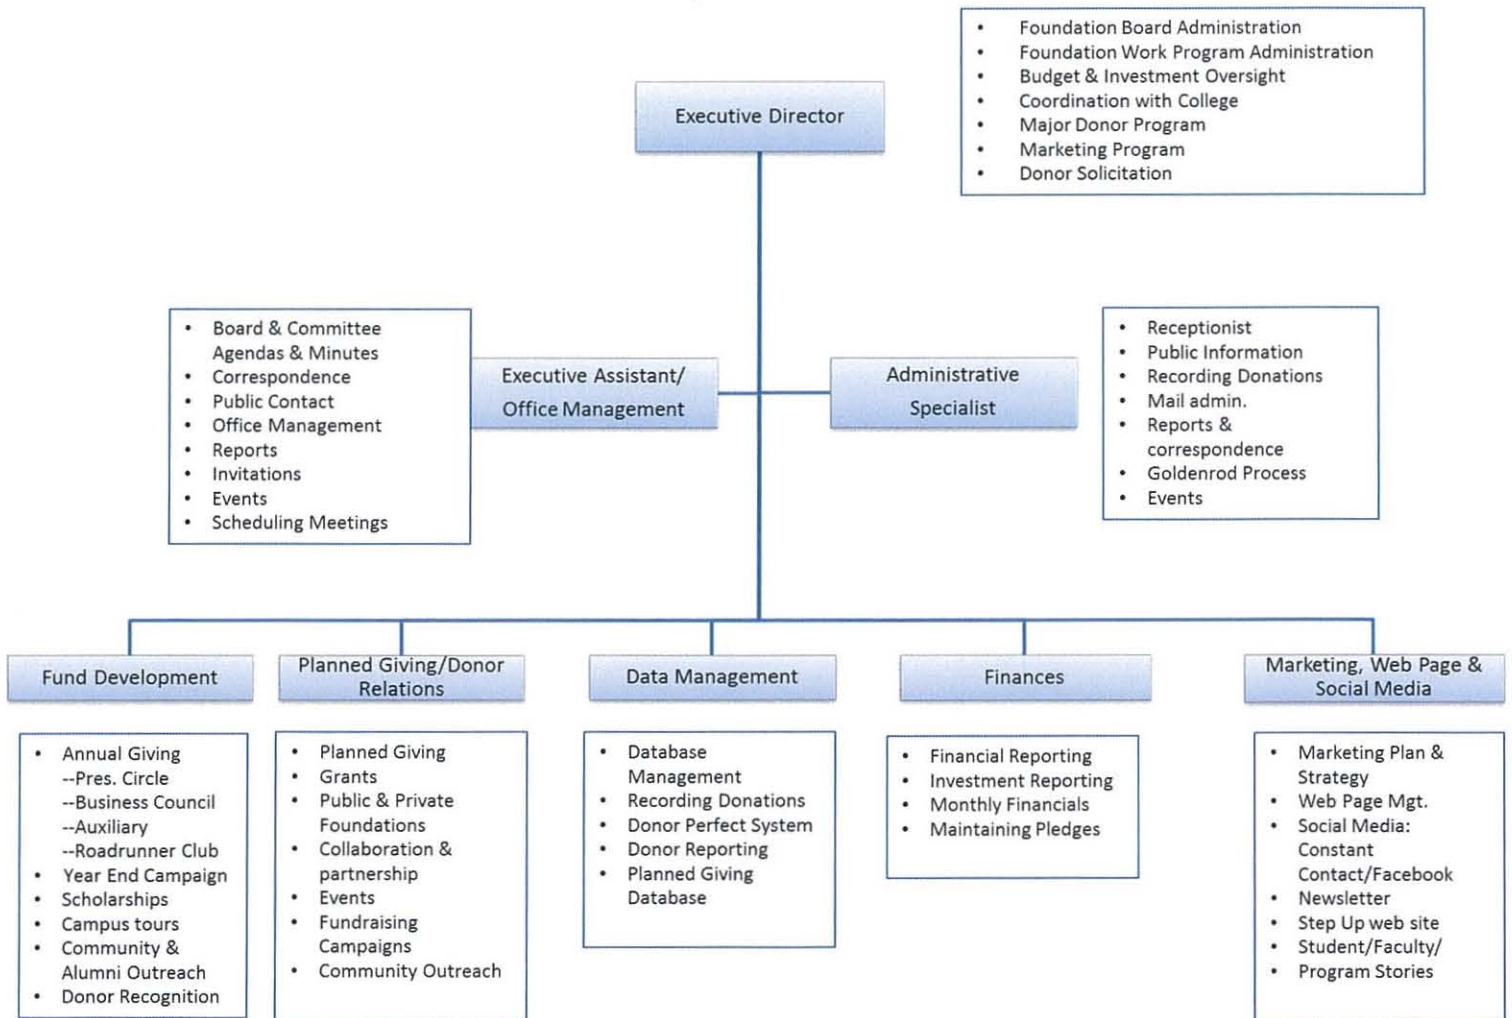 • Foundation Board Administration
• Foundation Work Program Administration
• Budget & Investment Oversight
• Coordination with College
• Major Donor Program
• Marketing Program
• Donor Solicitation
Executive Director
• Board & Committee
Agendas & Minutes
• Correspondence
• Public Contact
• Office Management
• Reports
• Invitations
• Events
• Scheduling Meetings
Executive Assistant/
Office Management
Administrative
Specialist
• Receptionist
• Public Information
• Recording Donations
• Mail admin.
• Reports &
correspondence
• Goldenrod Process
• Events
Fund Development
• Annual Giving
--Pres. Circle
--Business Council
--Auxiliary
--Roadrunner Club
• Year End Campaign
• Scholarships
• Campus tours
• Community &
Alumni Outreach
• Donor Recognition
Planned Giving/Donor
Relations
• Planned Giving
• Grants
• Public & Private
Foundations
• Collaboration &
partnership
• Events
• Fundraising
Campaigns
• Community Outreach
Data Management
• Database
Management
• Recording Donations
• Donor Perfect System
• Donor Reporting
• Planned Giving
Database
Finances
• Financial Reporting
• Investment Reporting
• Monthly Financials
• Maintaining Pledges
Marketing, Web Page &
Social Media
• Marketing Plan &
Strategy
• Web Page Mgt.
• Social Media:
Constant
Contact/Facebook
• Newsletter
• Step Up web site
• Student/Faculty/
• Program Stories